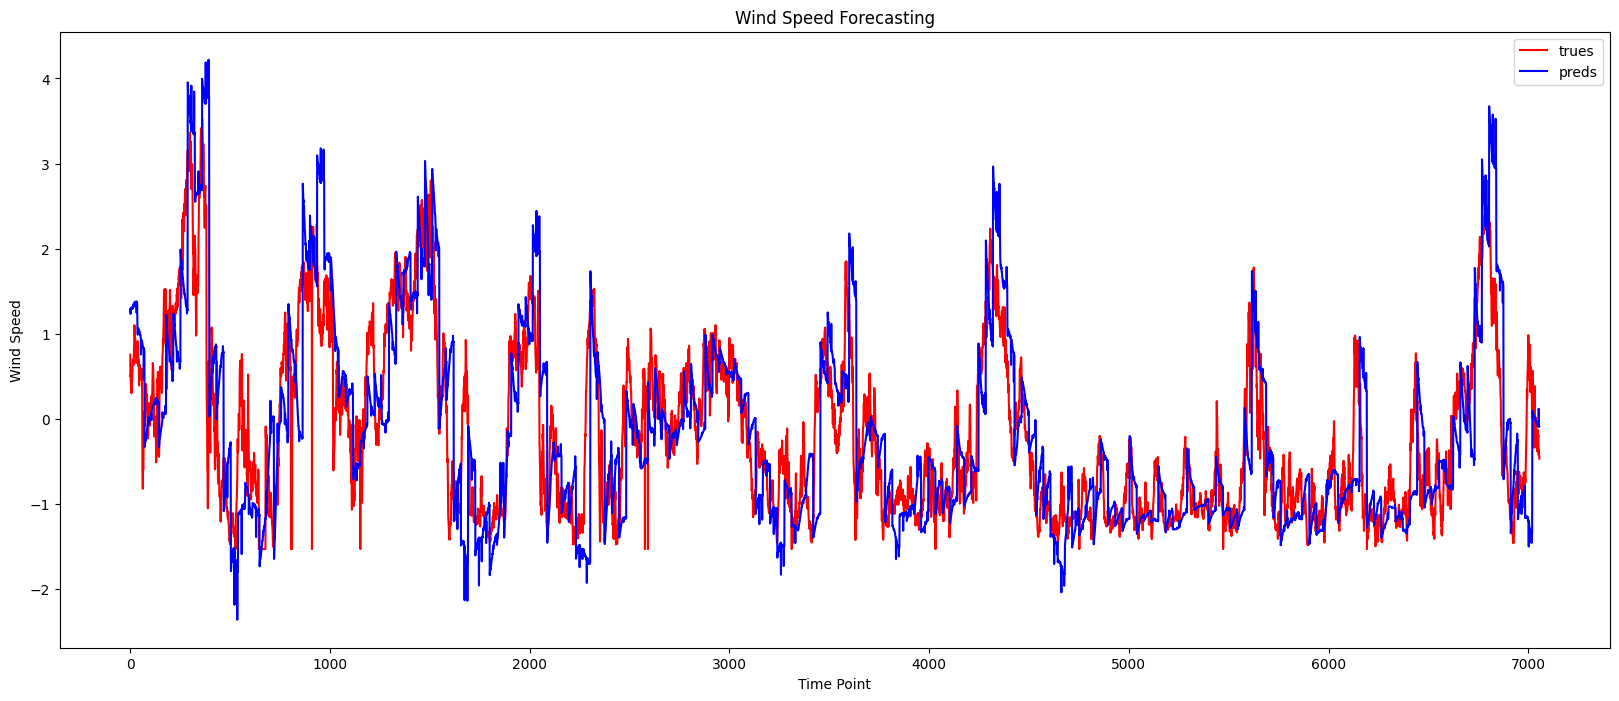 Wind Speed Forecasting
trues
preds
Wind Speed
4
3
2
1
0
−1
−2
0 1000 2000 3000 4000 5000 6000 7000
Time Point